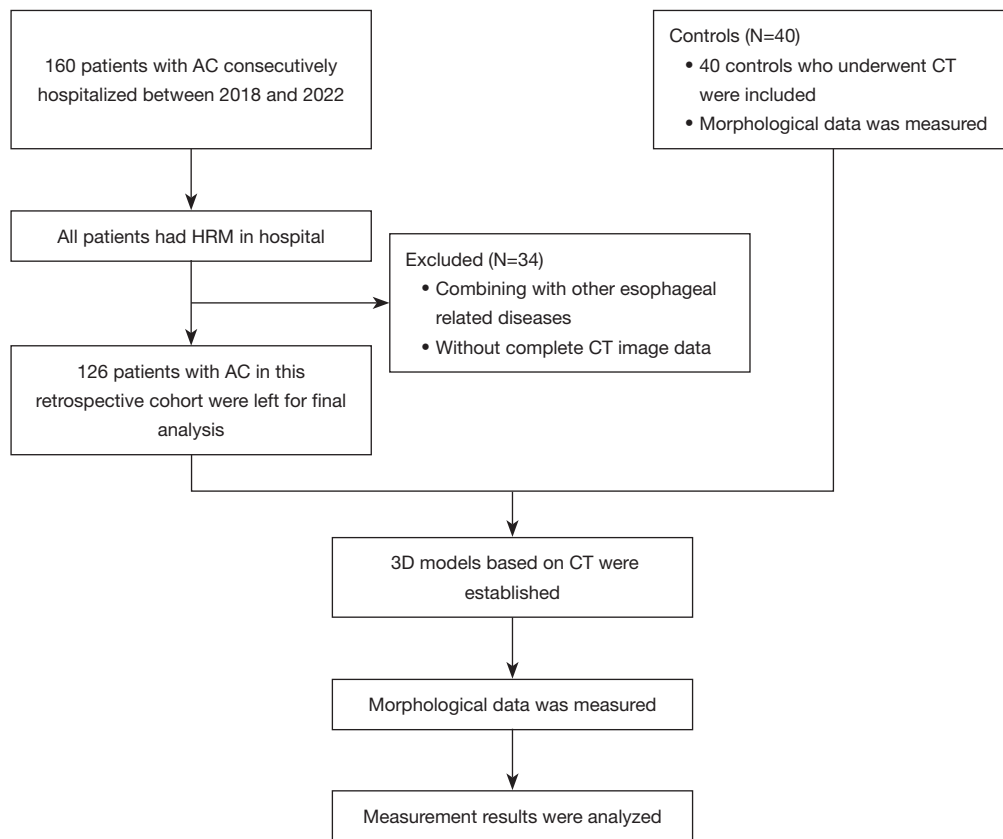 160 patients with AC consecutively
hospitalized between 2018 and 2022
Controls (N=40)
• 40 controls who underwent CT
were included
• Morphological data was measured
All patients had HRM in hospital
Excluded (N=34)
• Combining with other esophageal
related diseases
• Without complete CT image data
126 patients with AC in this
retrospective cohort were left for final
analysis
3D models based on CT were
established
Morphological data was measured
Measurement results were analyzed